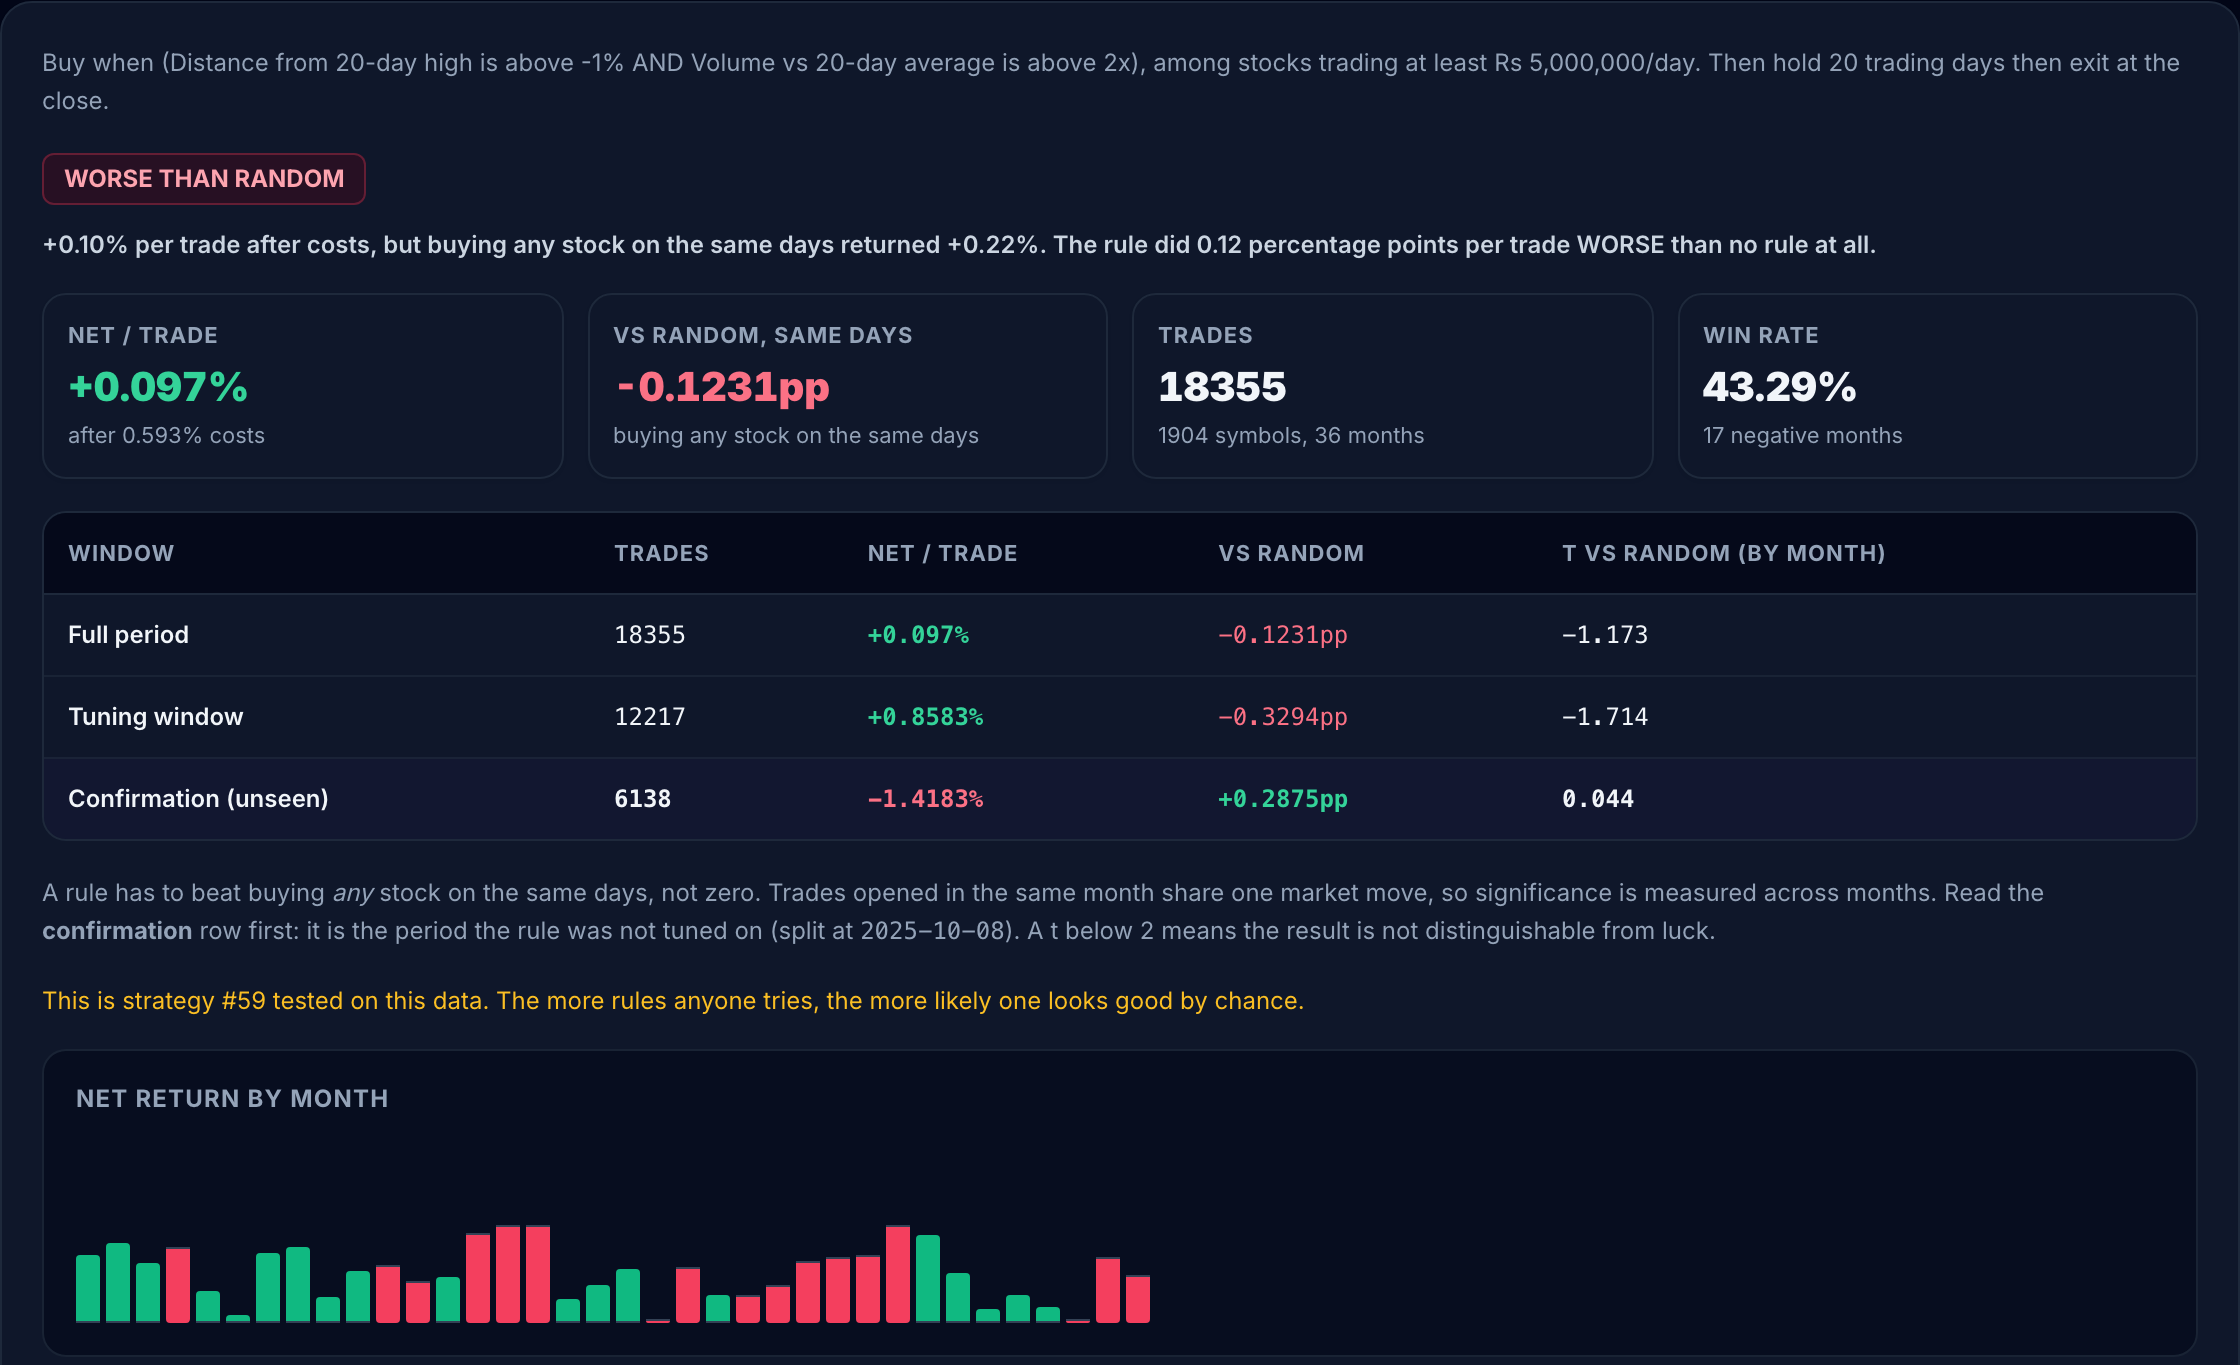 Buy when (Distance from 20-day high is above -1% AND Volume vs 20-day average is above 2x), among stocks trading at least Rs 5,000,000/day. Then hold 20 trading days then exit at the
close.
WORSE THAN RANDOM
+0.10% per trade after costs, but buying any stock on the same days returned +0.22%. The rule did 0.12 percentage points per trade WORSE than no rule at all.
NET / TRADE
+0.097%
after 0.593% costs
VS RANDOM, SAME DAYS
-0.1231pp
buying any stock on the same days
TRADES
18355
1904 symbols, 36 months
WIN RATE
43.29%
17 negative months
WINDOW TRADES NET / TRADE VS RANDOM T VS RANDOM (BY MONTH)
Full period 18355 +0.097% −0.1231pp −1.173
Tuning window 12217 +0.8583% −0.3294pp −1.714
Confirmation (unseen) 6138 −1.4183% +0.2875pp 0.044
A rule has to beat buying any stock on the same days, not zero. Trades opened in the same month share one market move, so significance is measured across months. Read the
confirmation row first: it is the period the rule was not tuned on (split at 2025−10−08). A t below 2 means the result is not distinguishable from luck.
This is strategy #59 tested on this data. The more rules anyone tries, the more likely one looks good by chance.
NET RETURN BY MONTH